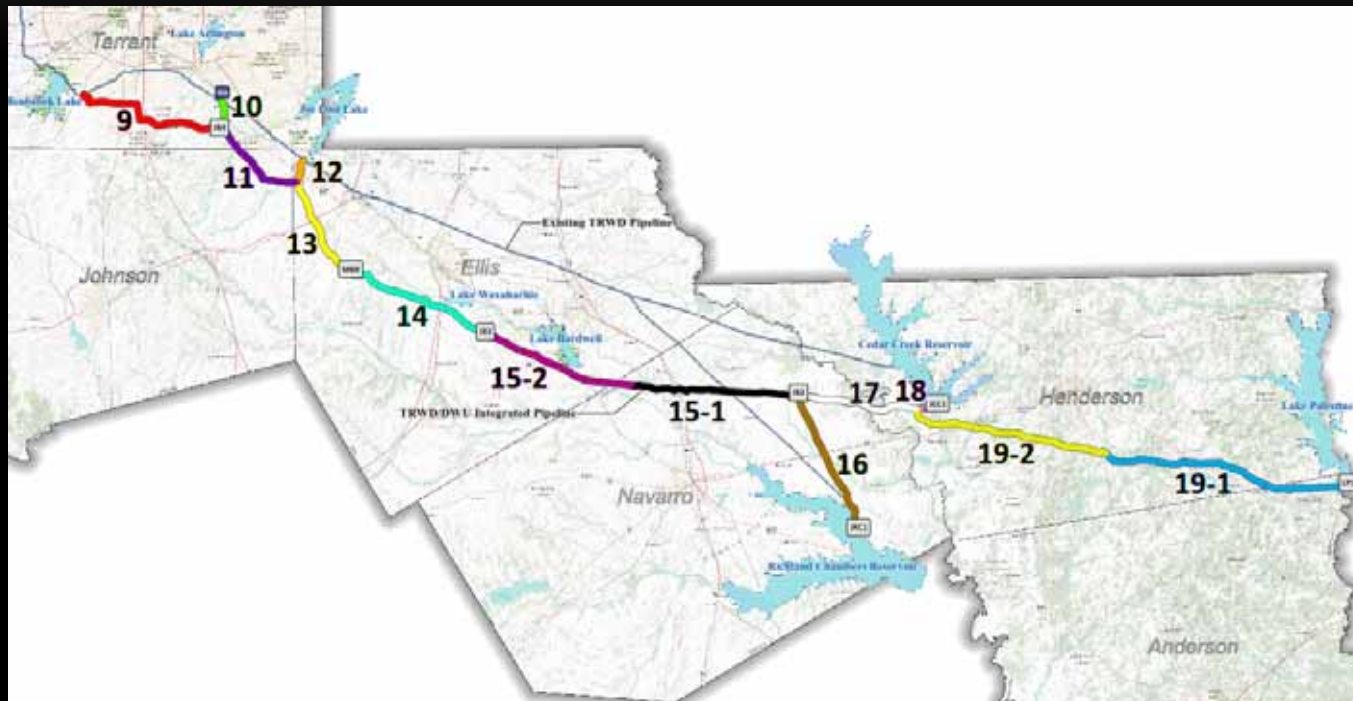 Tarrant
Lake Arlington
Joe Pool Lake
Lake
10
9
12
11
Existing TRWD Pipeline
13
Ellis
Johnson
Lake Waxahachie
14
Lake Bardwell
Cedar Creek Reservoir
15-2
17
18
Henderson
Lake Palestine
TRWD/DWU Integrated Pipeline
15-1
19-2
16
19-1
Navarro
Richland Chambers Reservoir
Anderson